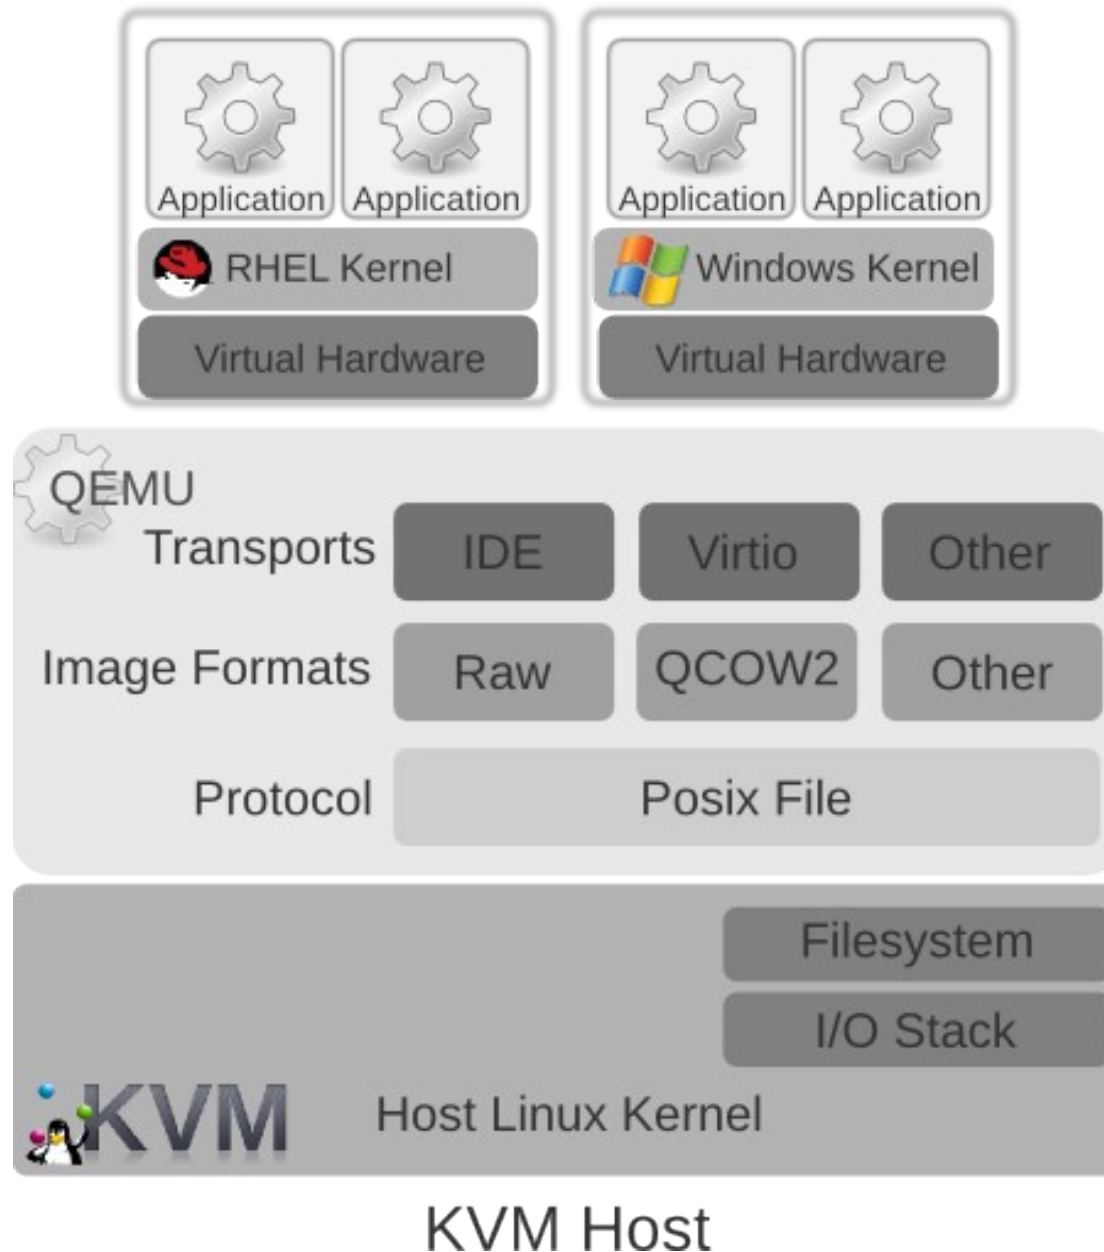 Application Application Application Application
RHEL Kernel Windows Kernel
Virtual Hardware Virtual Hardware
QEMU
Transports IDE Virtio Other
Image Formats Raw QCOW2 Other
Protocol Posix File
Filesystem
I/O Stack
KVM Host Linux Kernel
KVM Host